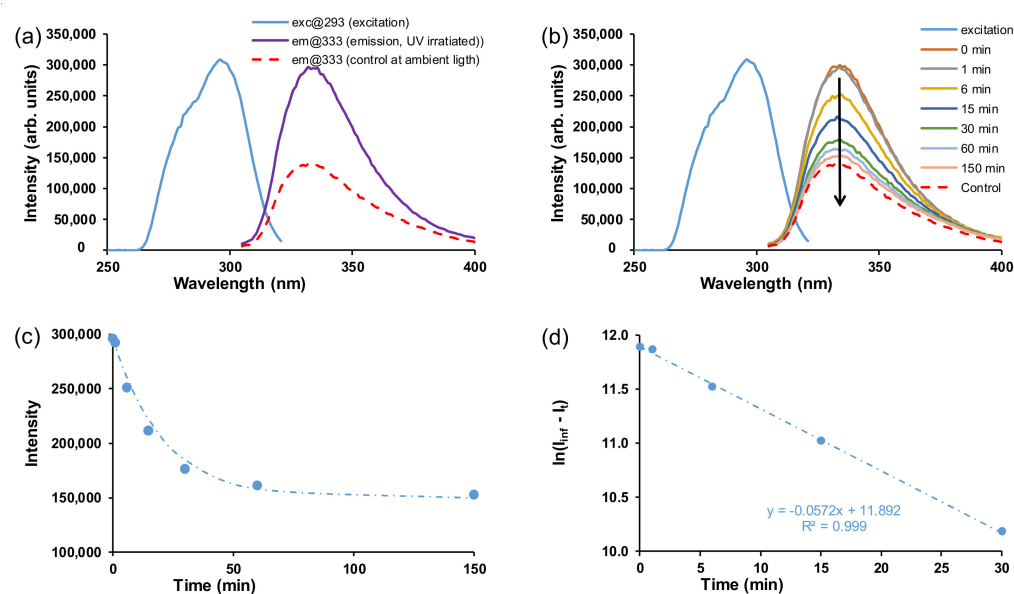 (a)
exc@293 (excitation)
em@333 (emission, UV irratiated))
em@333 (control at ambient ligth)
350,000
300,000
250,000
200,000
150,000
100,000
50,000
0
Intensity (arb. units)
250
300
350
400
Wavelength (nm)
(b)
excitation
0 min
1 min
6 min
15 min
30 min
60 min
150 min
Control
350,000
300,000
250,000
200,000
150,000
100,000
50,000
0
Intensity (arb. units)
250
300
350
400
Wavelength (nm)
(c)
300,000
250,000
200,000
150,000
100,000
Intensity
0
50
100
150
Time (min)
(d)
12.0
11.5
11.0
10.5
10.0
ln(Iinf - It)
y = -0.0572x + 11.892
R² = 0.999
0
5
10
15
20
25
30
Time (min)